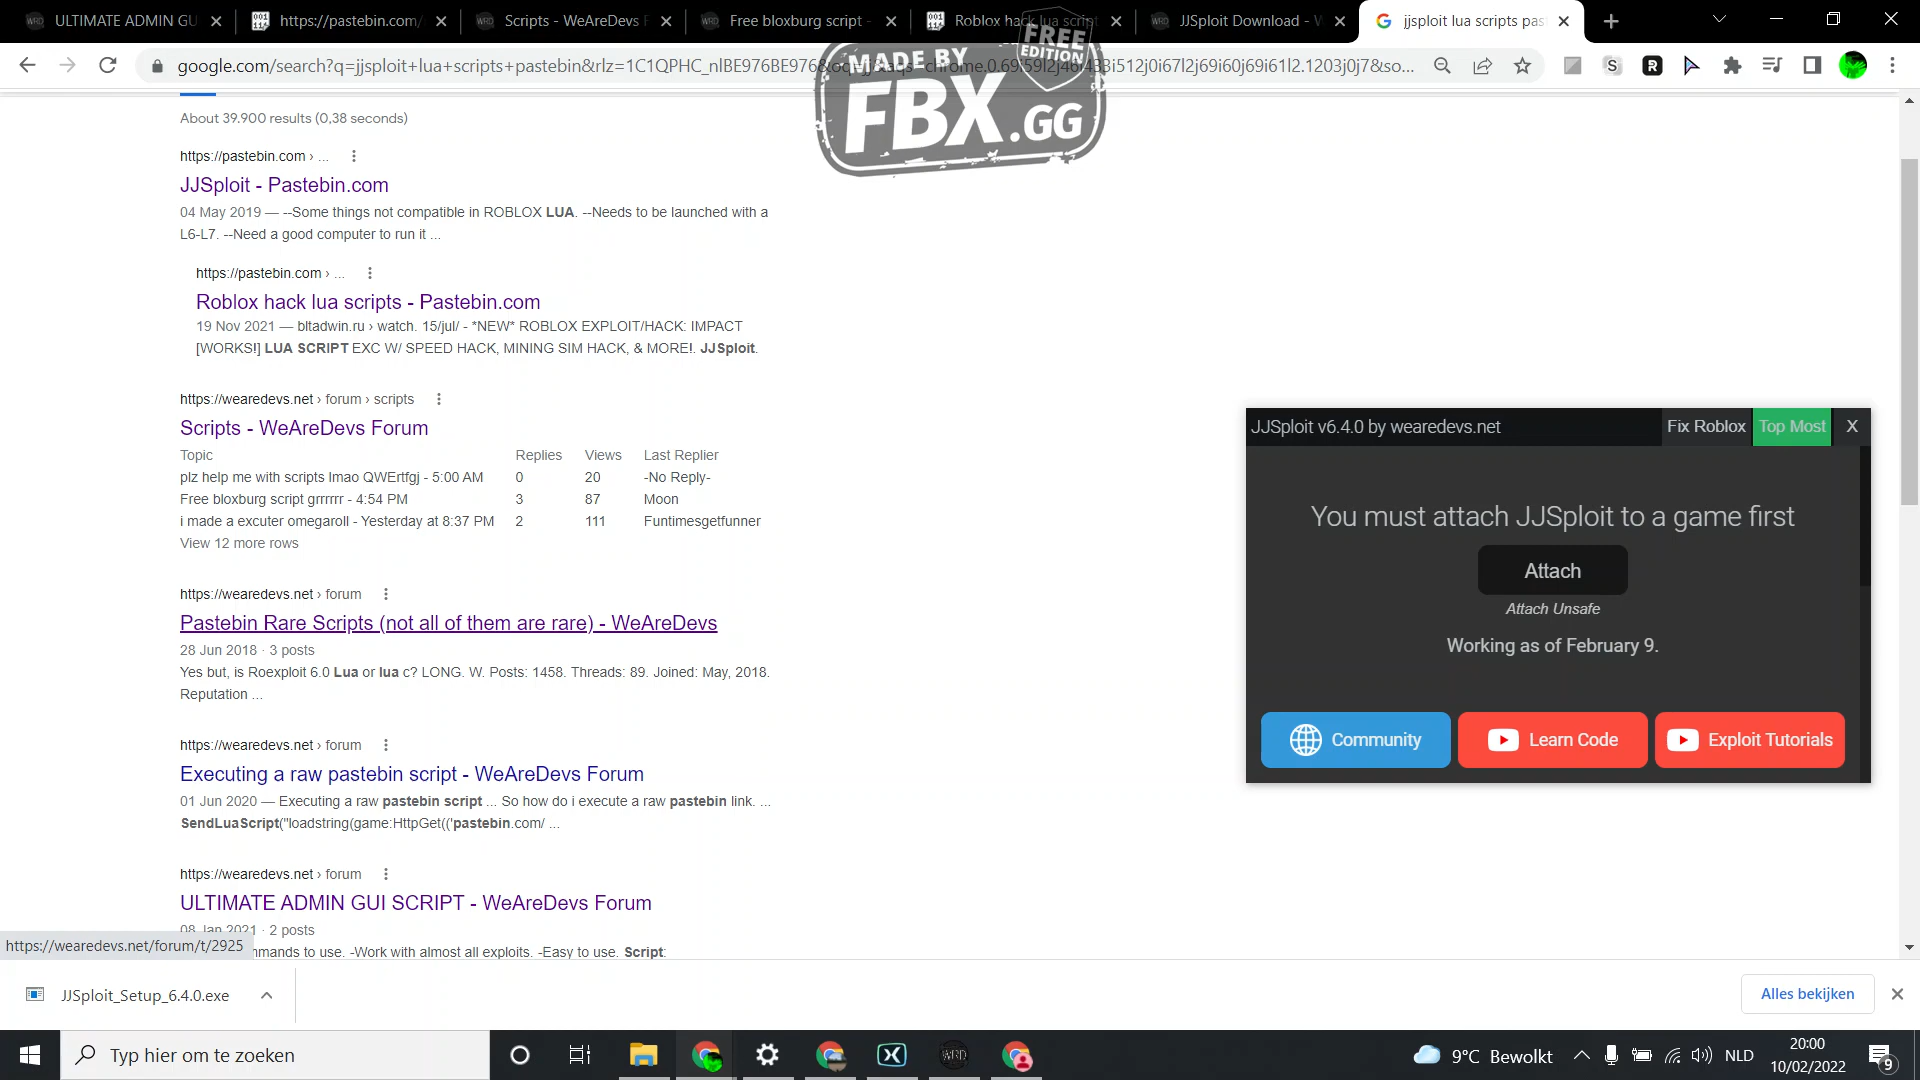 ULTIMATE ADMIN GU
https://pastebin.com/
Scripts - WeAreDevs F
Free bloxburg script -
Roblox hack lua script
JJSploit Download - W
jjsploit lua scripts pas
google.com/search?q=jjsploit+lua+scripts+pastebin&rlz=1C1QPHC_nlBE976BE976&
FREE
EDITION
MADE BY
FBX.GG
About 39.900 results (0,38 seconds)
https://pastebin.com › ...
JJSploit - Pastebin.com
04 May 2019 — --Some things not compatible in ROBLOX LUA. --Needs to be launched with a
L6-L7. --Need a good computer to run it ...
https://pastebin.com › ...
Roblox hack lua scripts - Pastebin.com
19 Nov 2021 — bltadwin.ru › watch. 15/jul/ - *NEW* ROBLOX EXPLOIT/HACK: IMPACT
[WORKS!] LUA SCRIPT EXC W/ SPEED HACK, MINING SIM HACK, & MORE!. JJSploit.
https://wearedevs.net › forum › scripts
Scripts - WeAreDevs Forum
Topic Replies Views Last Replier
plz help me with scripts lmao QWErtfgj - 5:00 AM 0 20 -No Reply-
Free bloxburg script grrrrrr - 4:54 PM 3 87 Moon
i made a excuter omegaroll - Yesterday at 8:37 PM 2 111 Funtimesgetfunner
View 12 more rows
https://wearedevs.net › forum
Pastebin Rare Scripts (not all of them are rare) - WeAreDevs
28 Jun 2018 · 3 posts
Yes but, is Roexploit 6.0 Lua or lua c? LONG. W. Posts: 1458. Threads: 89. Joined: May, 2018.
Reputation ...
https://wearedevs.net › forum
Executing a raw pastebin script - WeAreDevs Forum
01 Jun 2020 — Executing a raw pastebin script ... So how do i execute a raw pastebin link. ...
SendLuaScript("loadstring(game:HttpGet(('pastebin.com/ ...
https://wearedevs.net › forum
ULTIMATE ADMIN GUI SCRIPT - WeAreDevs Forum
08 Jan 2021 · 2 posts
mmands to use. -Work with almost all exploits. -Easy to use. Script:
https://wearedevs.net/forum/t/2925
JJSploit v6.4.0 by wearedevs.net
Fix Roblox
Top Most
X
You must attach JJSploit to a game first
Attach
Attach Unsafe
Working as of February 9.
Community
Learn Code
Exploit Tutorials
JJSploit_Setup_6.4.0.exe
Alles bekijken
Typ hier om te zoeken
WRD
9°C Bewolkt
NLD
20:00
10/02/2022
9